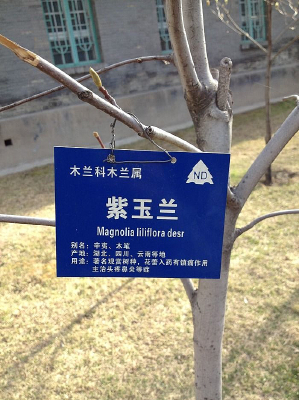 木兰科木兰属
ND
紫玉兰
Magnolia liliflora desr
别名：辛夷、木笔
产地：湖北、四川、云南等地
用途：著名观赏树种，花蕾入药有镇痛作用
主治头疼鼻炎等症